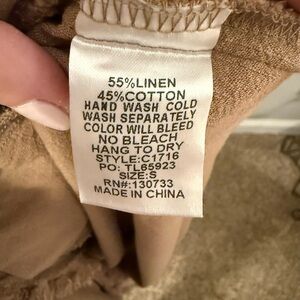 55%LINEN
45%COTTON
HAND WASH COLD
WASH SEPARATELY
COLOR WILL BLEED
NO BLEACH
HANG TO DRY
STYLE:C1716
PO: TL65923
SIZE:S
RN#:130733
MADE IN CHINA